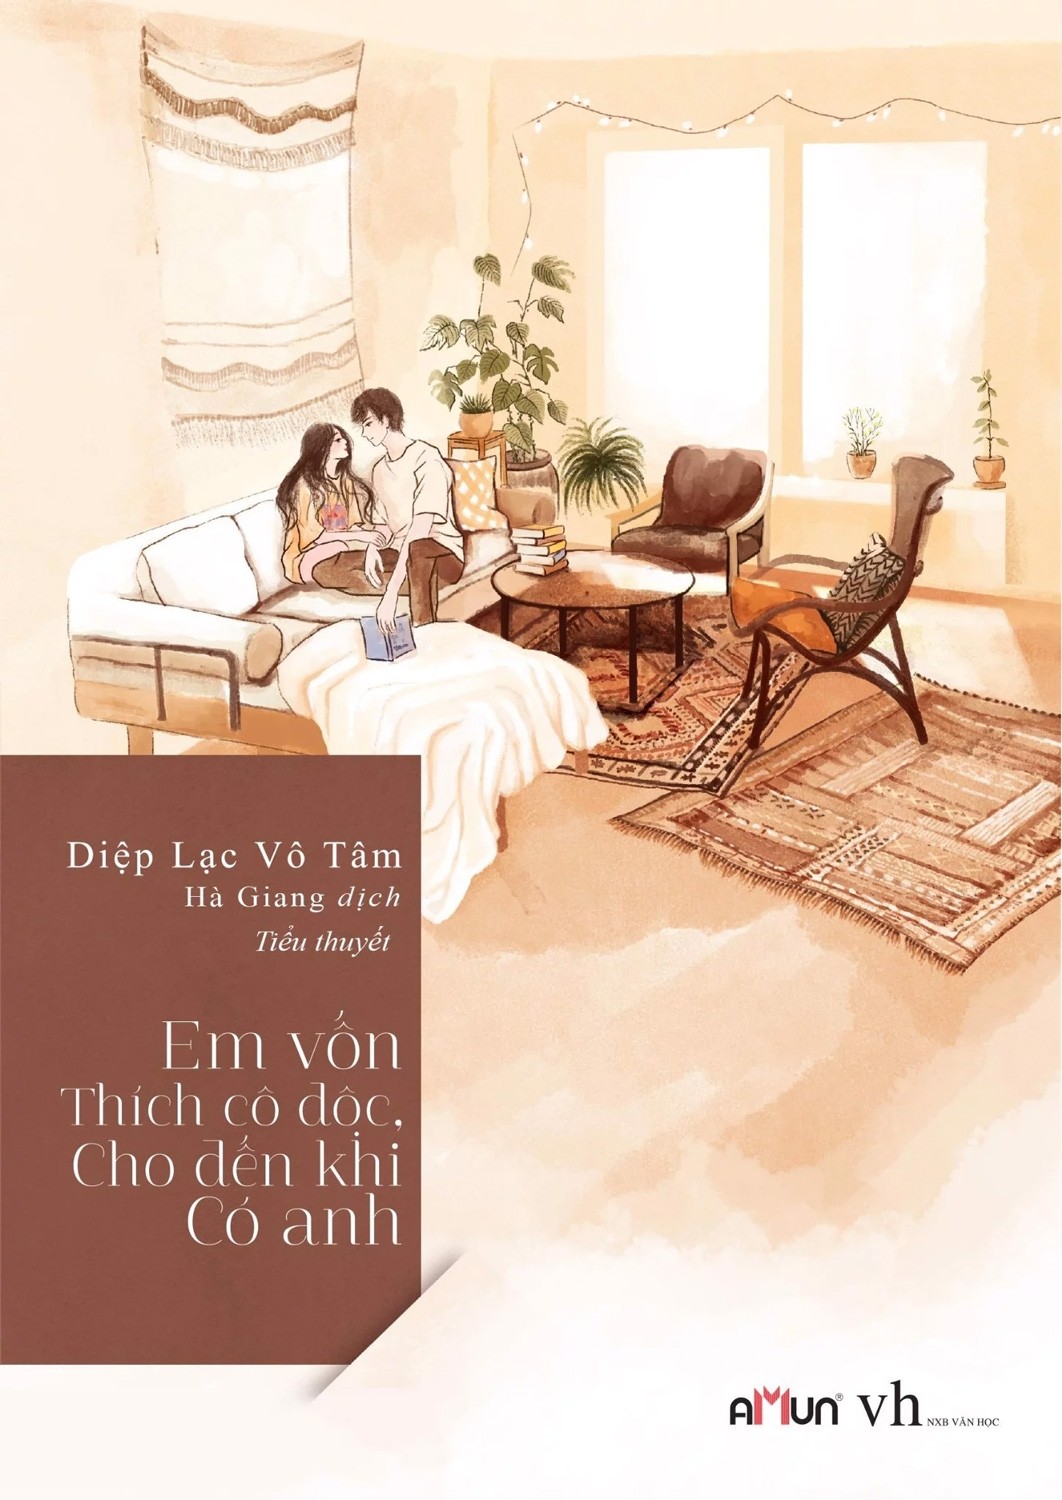 Diệp Lạc Vô Tâm
Hà Giang dịch
Tiểu thuyết
Em vốn
Thích cô độc,
Cho đến khi
Có anh
AMUN® vh NXB VĂN HỌC